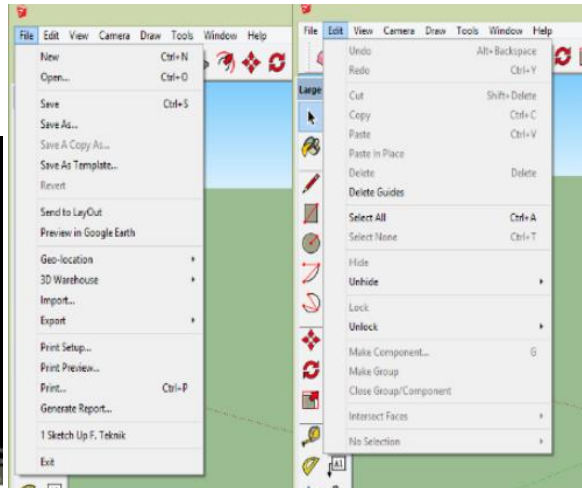 File Edit View Camera Draw Tools Window Help
New Ctrl+N
Open... Ctrl+O
Save Ctrl+S
Save As...
Save A Copy As...
Save As Template...
Revert
Send to LayOut
Preview in Google Earth
Geo-location
3D Warehouse
Import...
Export
Print Setup...
Print Preview...
Print... Ctrl+P
Generate Report...
1 Sketch Up F. Teknik
Exit
File Edit View Camera Draw Tools Window Help
Large
Undo Alt+Backspace
Redo Ctrl+Y
Cut Shift+Delete
Copy Ctrl+C
Paste Ctrl+V
Paste in Place
Delete Delete
Delete Guides
Select All Ctrl+A
Select None Ctrl+T
Hide
Unhide
Lock
Unlock
Make Component... G
Make Group
Close Group/Component
Intersect Faces
No Selection
A1